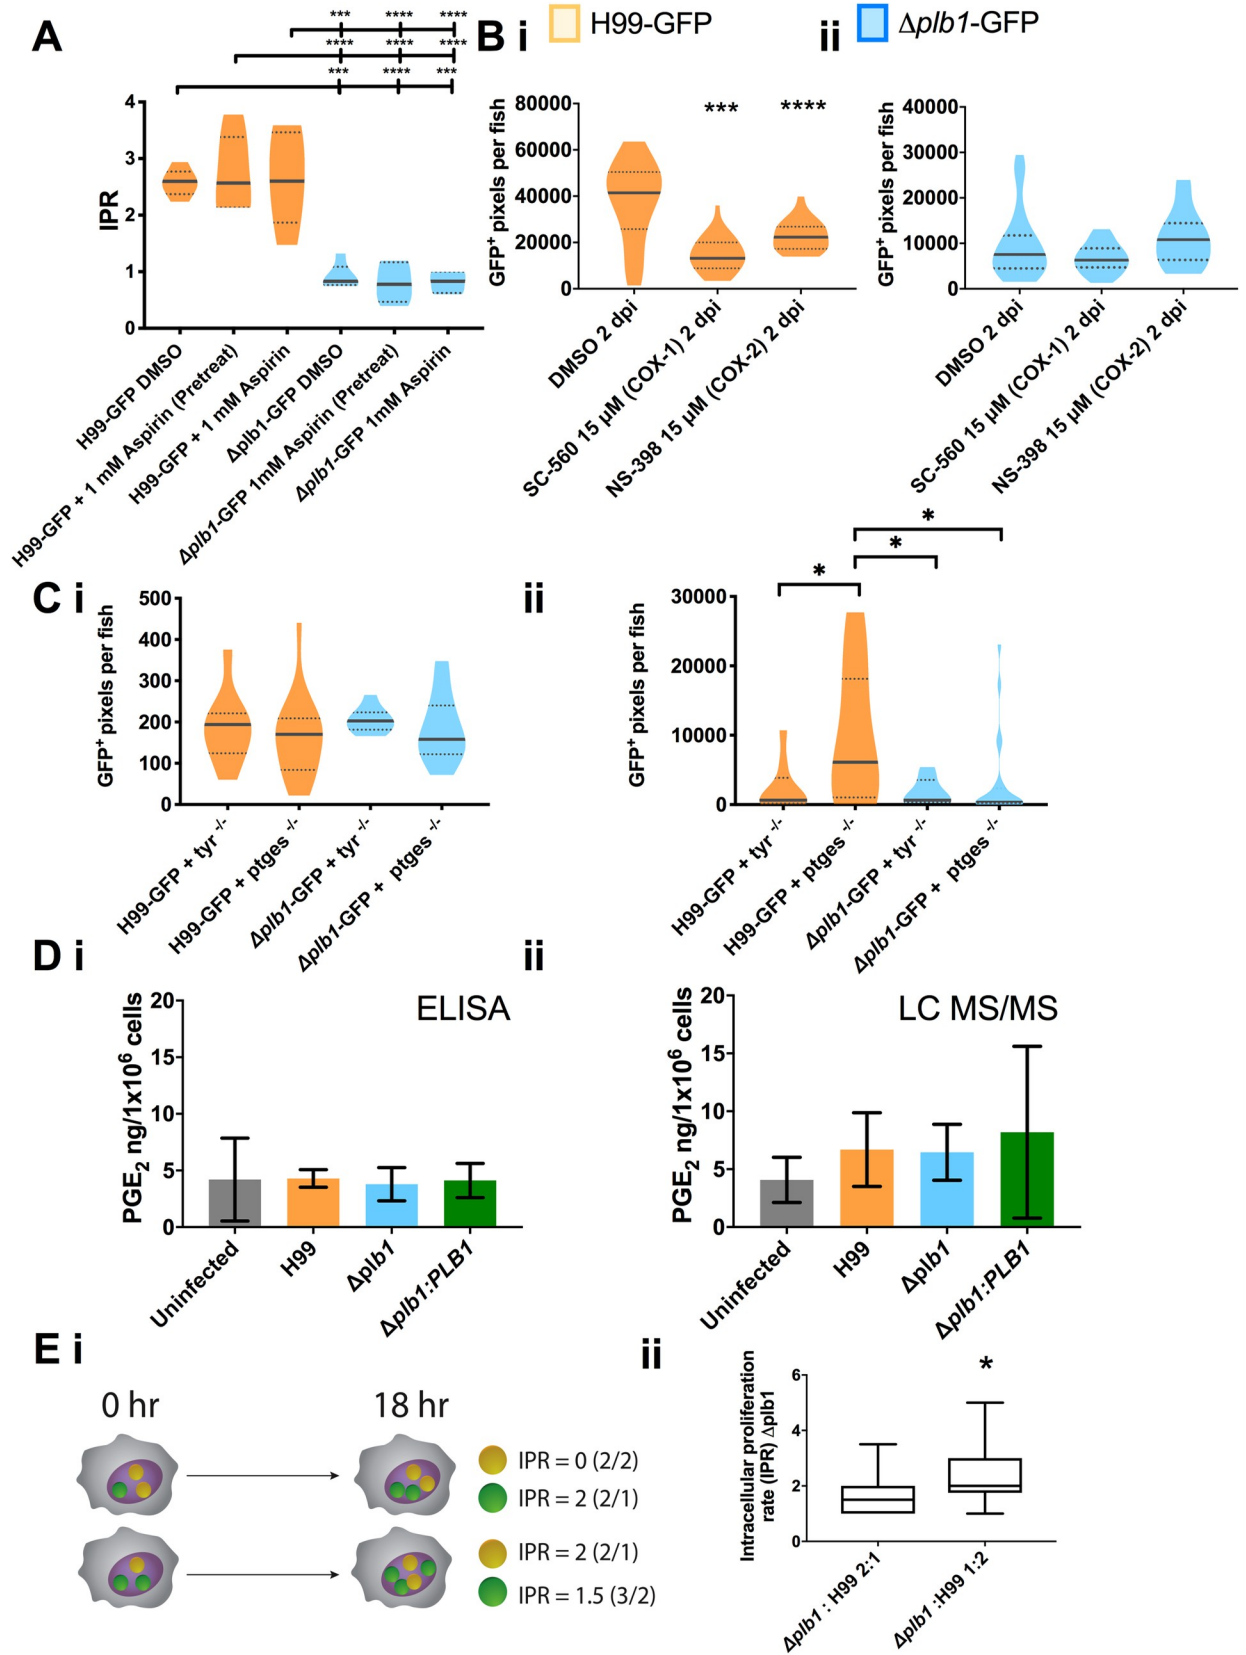 A
*** **** ****
**** **** ****
*** **** ***
IPR
4
3
2
1
0
H99-GFP DMSO
H99-GFP + 1 mM Aspirin (Pretreat)
H99-GFP + 1 mM Aspirin
Δplb1-GFP DMSO
Δplb1-GFP 1mM Aspirin (Pretreat)
Δplb1-GFP 1mM Aspirin
B i
H99-GFP
GFP+ pixels per fish
80000
60000
40000
20000
0
***
****
DMSO 2 dpi
SC-560 15 µM (COX-1) 2 dpi
NS-398 15 µM (COX-2) 2 dpi
ii
Δplb1-GFP
GFP+ pixels per fish
40000
30000
20000
10000
0
DMSO 2 dpi
SC-560 15 µM (COX-1) 2 dpi
NS-398 15 µM (COX-2) 2 dpi
C i
GFP+ pixels per fish
500
400
300
200
100
0
H99-GFP + tyr -/-
H99-GFP + ptges -/-
Δplb1-GFP + tyr -/-
Δplb1-GFP + ptges -/-
ii
*
*
*
GFP+ pixels per fish
30000
20000
10000
0
H99-GFP + tyr -/-
H99-GFP + ptges -/-
Δplb1-GFP + tyr -/-
Δplb1-GFP + ptges -/-
D i
ELISA
PGE2 ng/1x10⁶ cells
20
15
10
5
0
Uninfected
H99
Δplb1
Δplb1:PLB1
ii
LC MS/MS
PGE2 ng/1x10⁶ cells
20
15
10
5
0
Uninfected
H99
Δplb1
Δplb1:PLB1
E i
0 hr
18 hr
IPR = 0 (2/2)
IPR = 2 (2/1)
IPR = 2 (2/1)
IPR = 1.5 (3/2)
ii
Intracellular proliferation
rate (IPR) Δplb1
6
4
2
0
*
Δplb1 : H99 2:1
Δplb1 :H99 1:2